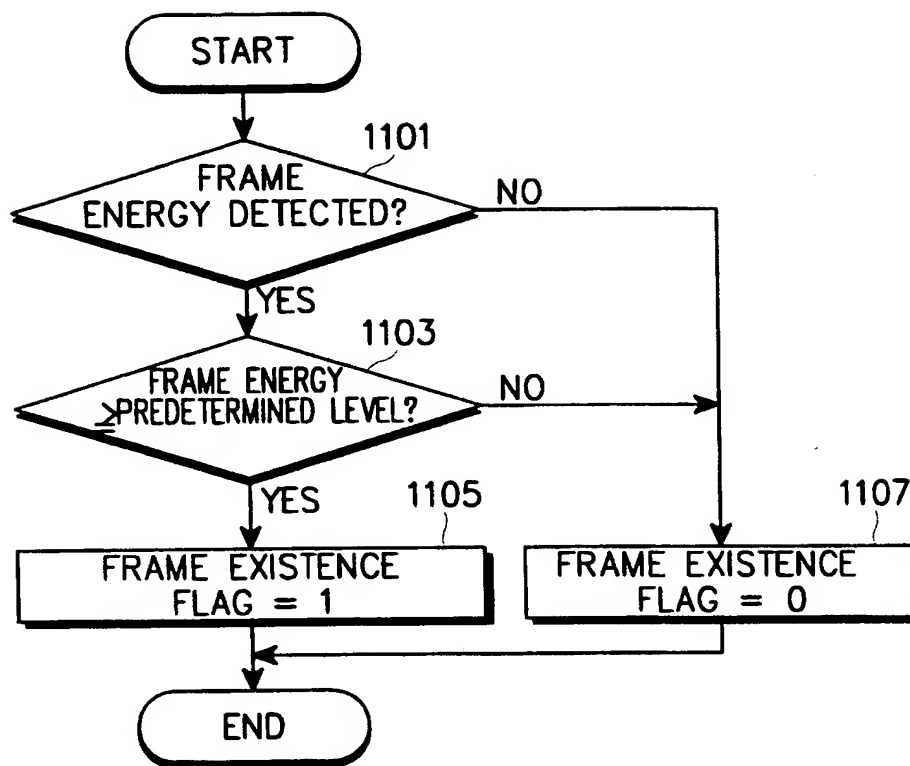 START
1101
FRAME
ENERGY DETECTED?
NO
YES
1103
FRAME ENERGY
≥PREDETERMINED LEVEL?
NO
YES
1105
FRAME EXISTENCE
FLAG = 1
1107
FRAME EXISTENCE
FLAG = 0
END